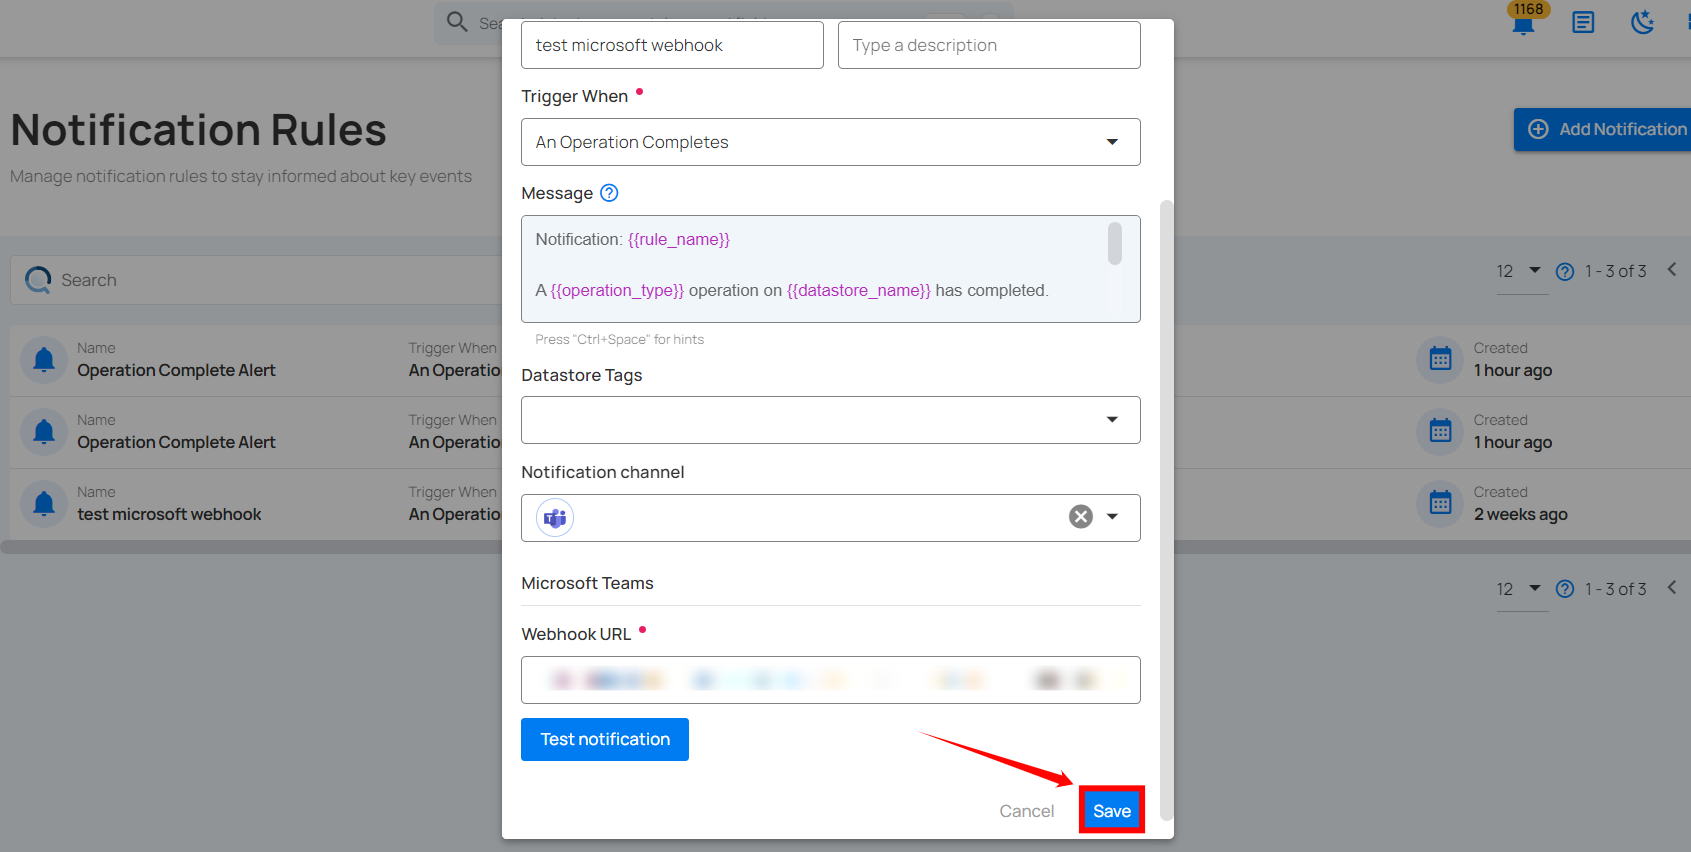 1168
Notification Rules
Manage notification rules to stay informed about key events
Add Notification
Search
12
1 - 3 of 3
Name
Operation Complete Alert
Trigger When
An Operatio
Created
1 hour ago
Name
Operation Complete Alert
Trigger When
An Operatio
Created
1 hour ago
Name
test microsoft webhook
Trigger When
An Operatio
Created
2 weeks ago
12
1 - 3 of 3
test microsoft webhook
Type a description
Trigger When
An Operation Completes
Message
Notification: {{rule_name}}
A {{operation_type}} operation on {{datastore_name}} has completed.
Press "Ctrl+Space" for hints
Datastore Tags
Notification channel
Microsoft Teams
Webhook URL
Test notification
Cancel
Save